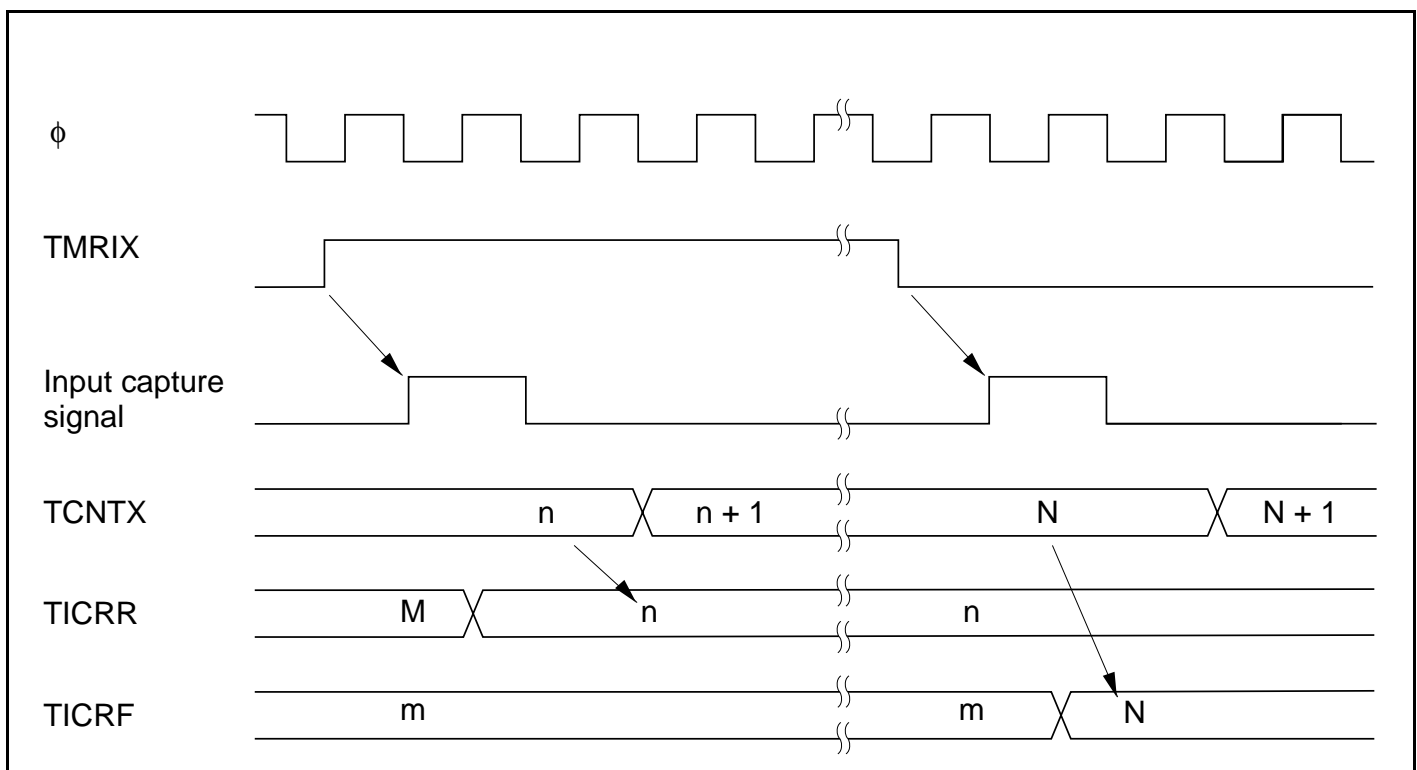 ϕ
TMRIX
Input capture
signal
TCNTX n n + 1 N N + 1
TICRR M n n
TICRF m m N